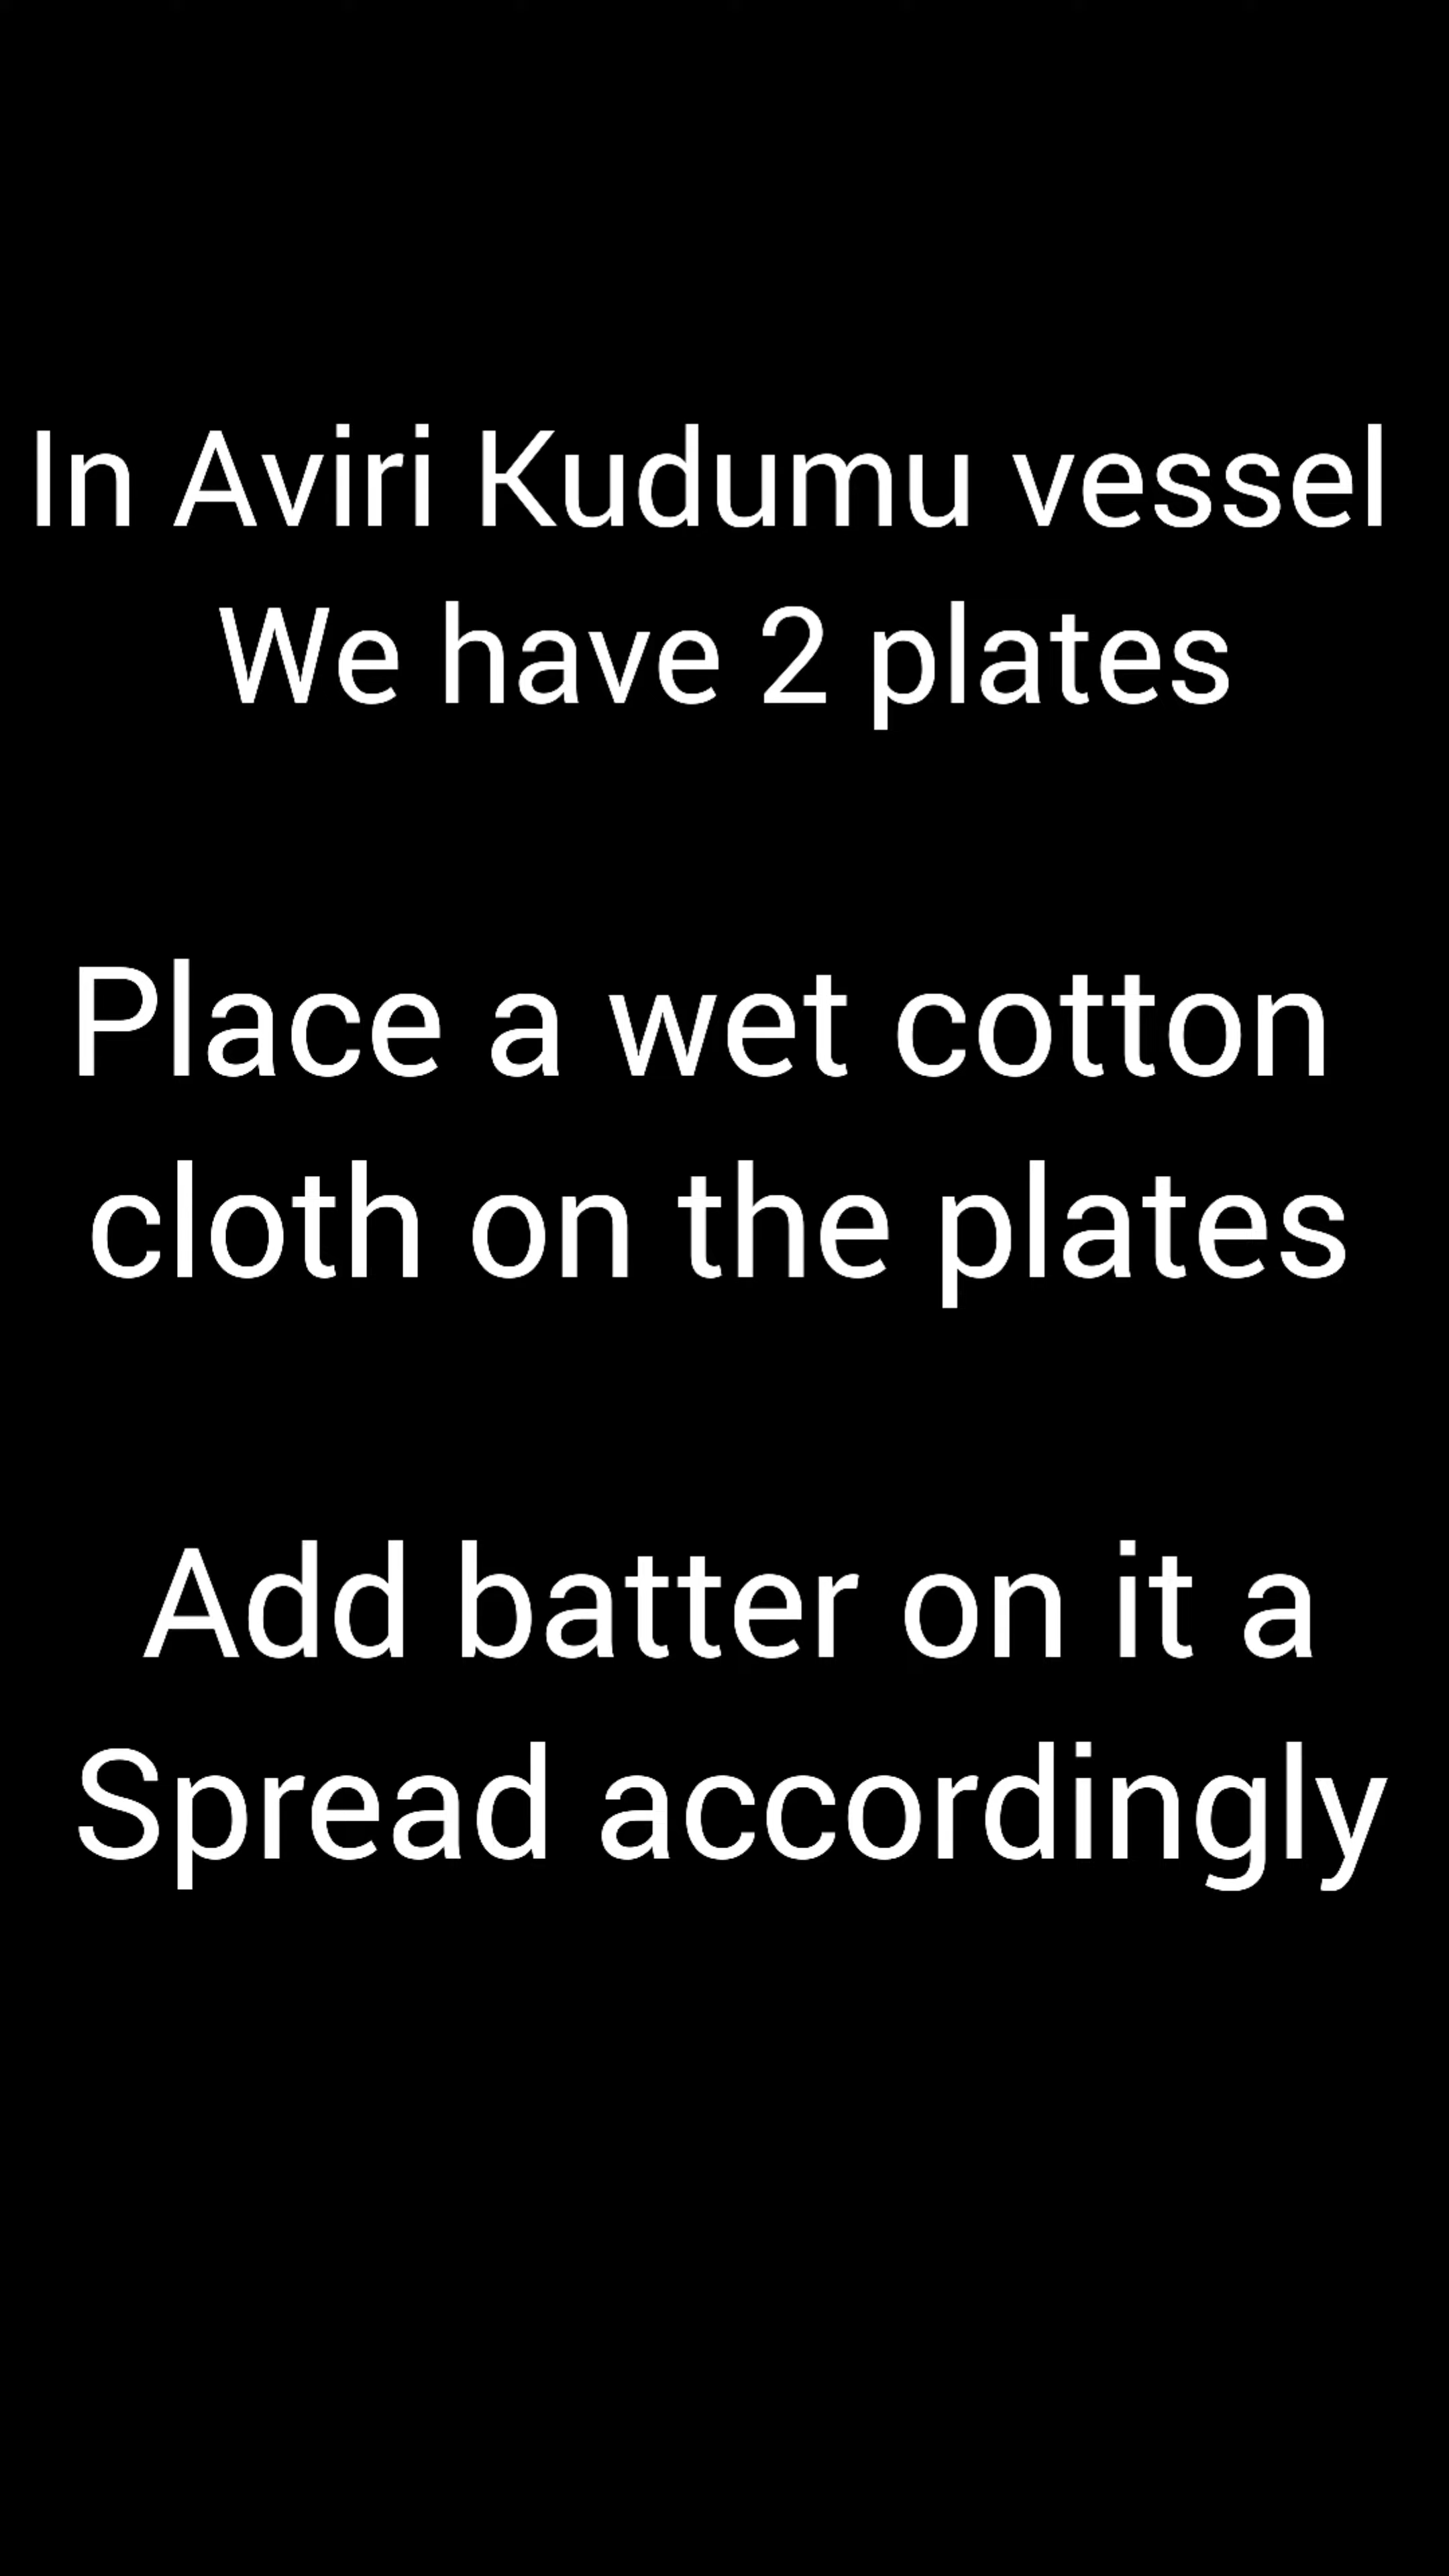 In Aviri Kudumu vessel
We have 2 plates
Place a wet cotton
cloth on the plates
Add batter on it a
Spread accordingly